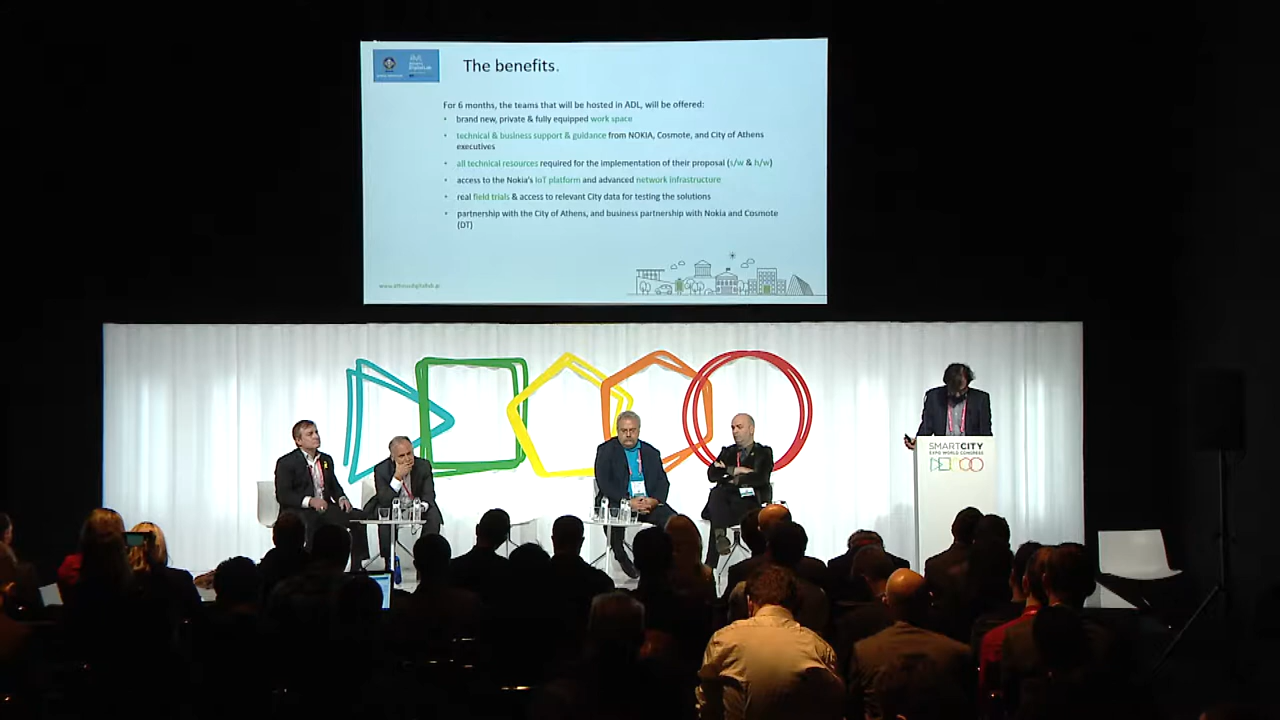 The benefits.
For 6 months, the teams that will be hosted in ADL, will be offered:
• brand new, private & fully equipped work space
• technical & business support & guidance from NOKIA, Cosmote, and City of Athens
executives
• all technical resources required for the implementation of their proposal (s/w & h/w)
• access to the Nokia's IoT platform and advanced network infrastructure
• real field trials & access to relevant City data for testing the solutions
• partnership with the City of Athens, and business partnership with Nokia and Cosmote
(DT)
www.athensdigitallab.gr
SMARTCITY
EXPO WORLD CONGRESS